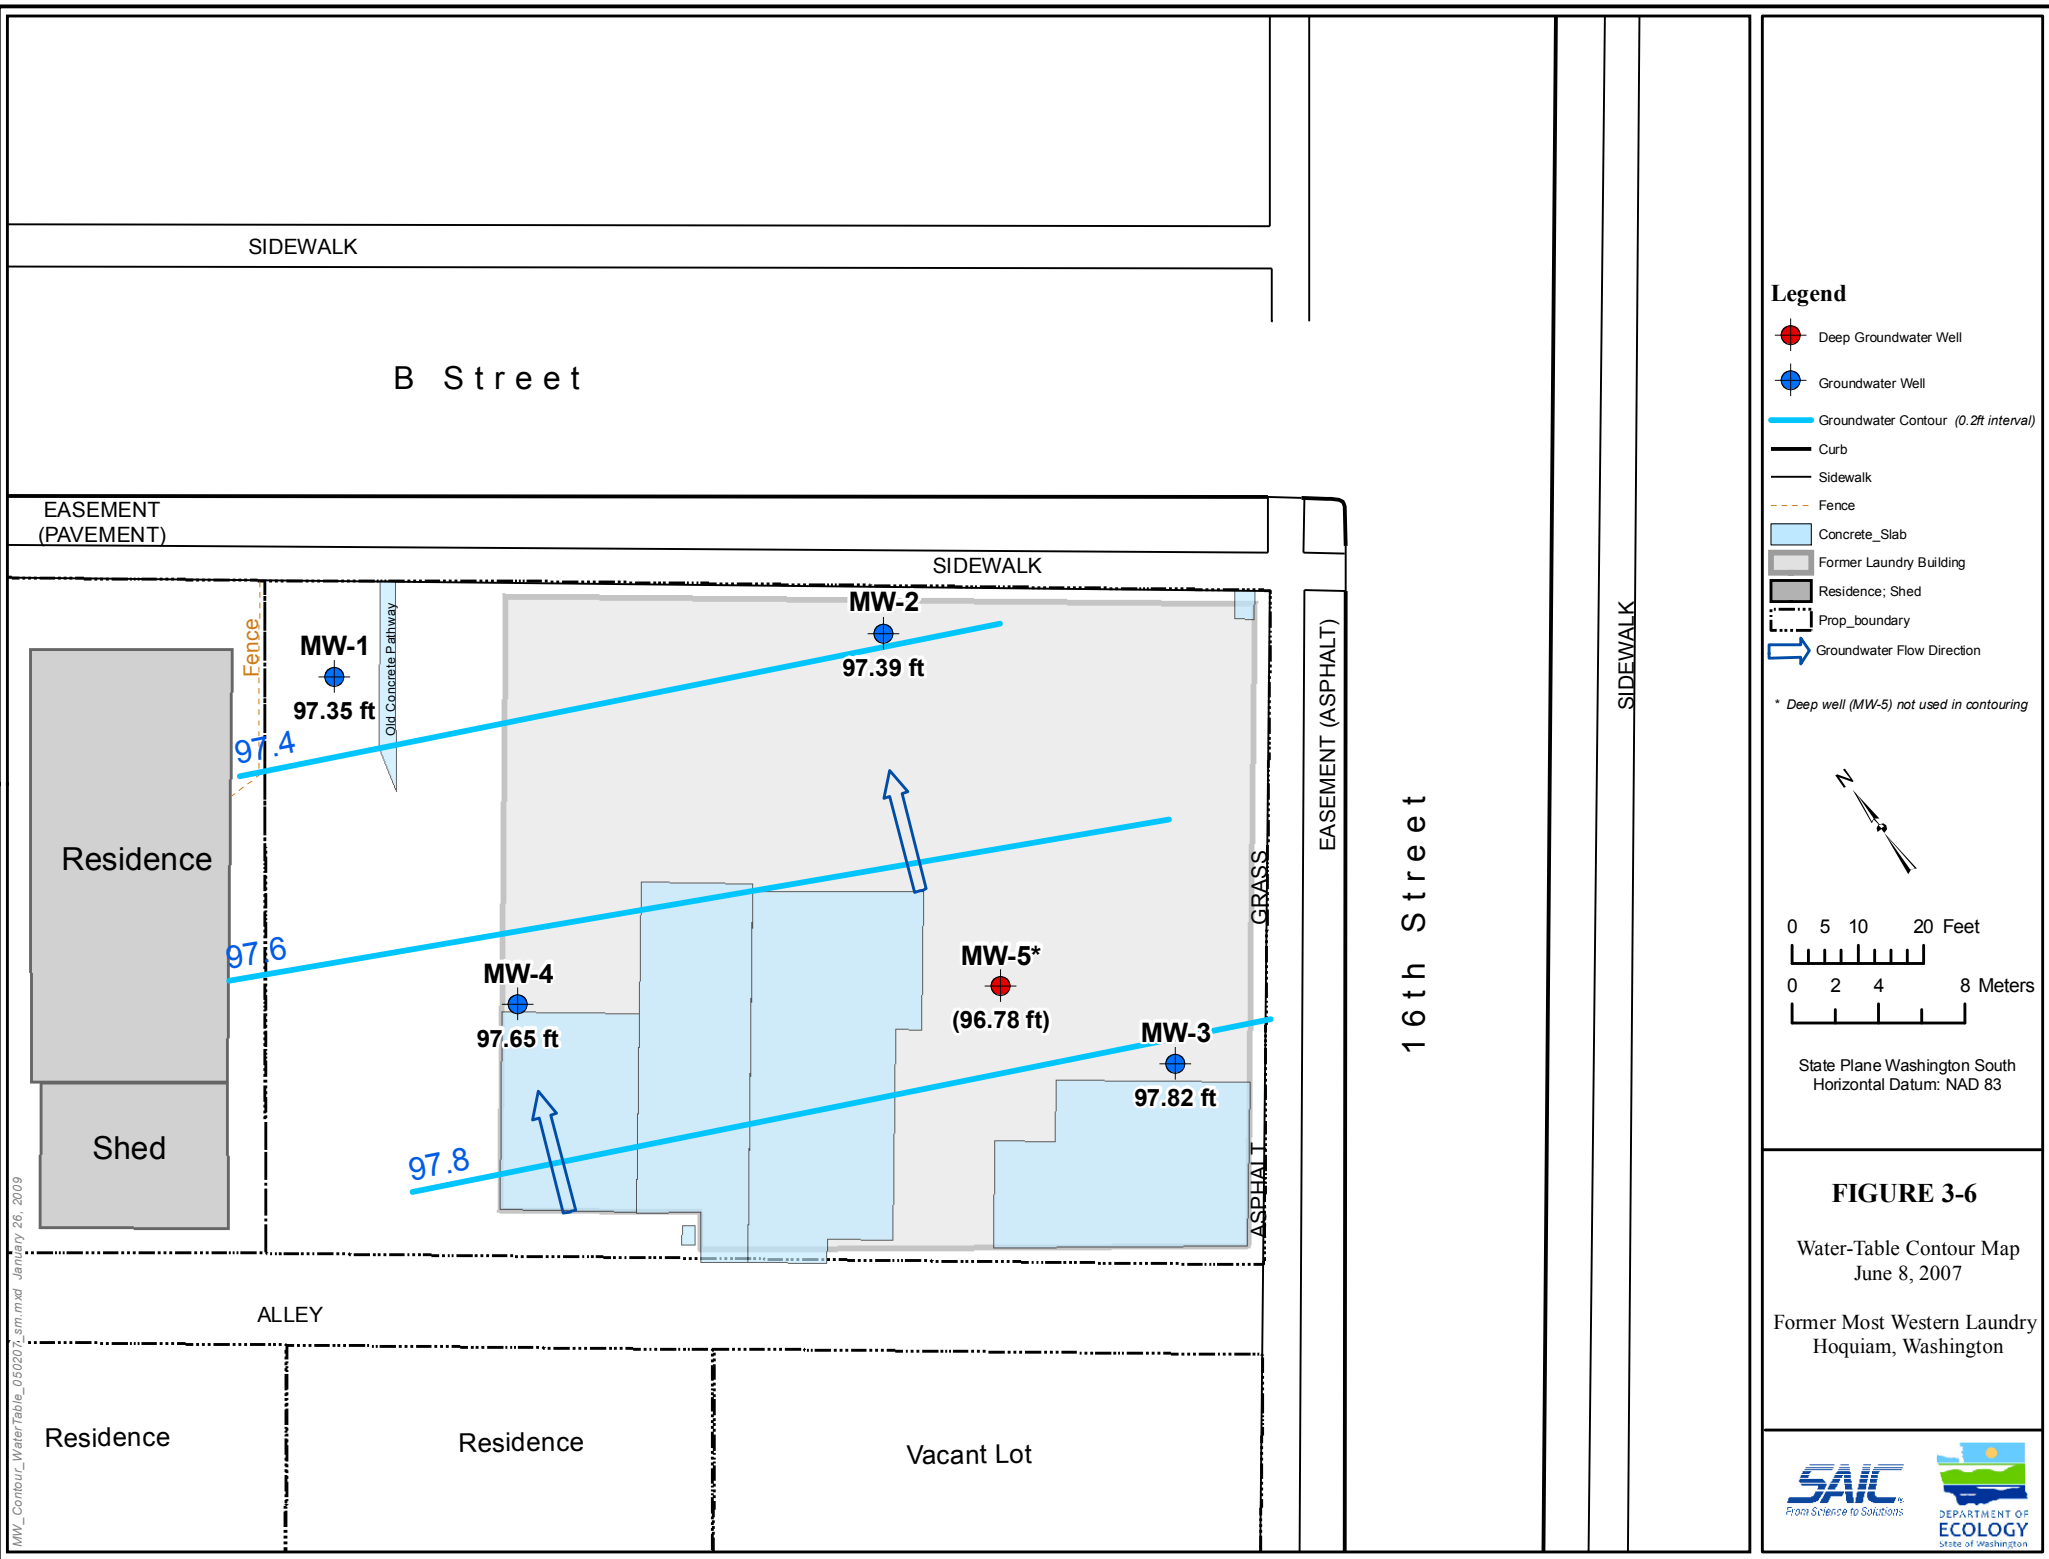 SIDEWALK
B Street
EASEMENT
(PAVEMENT)
SIDEWALK
MW-2
97.39 ft
Fence
MW-1
97.35 ft
Old Concrete Pathway
97.4
Residence
97.6
MW-4
97.65 ft
MW-5*
(96.78 ft)
MW-3
97.82 ft
97.8
Shed
GRASS
ASPHALT
EASEMENT (ASPHALT)
16th Street
SIDEWALK
ALLEY
Residence
Residence
Vacant Lot
MW_Contour_WaterTable_050207_sm.mxd January 26, 2009
Legend
Deep Groundwater Well
Groundwater Well
Groundwater Contour (0.2ft interval)
Curb
Sidewalk
Fence
Concrete_Slab
Former Laundry Building
Residence; Shed
Prop_boundary
Groundwater Flow Direction
* Deep well (MW-5) not used in contouring
N
0 5 10 20 Feet
0 2 4 8 Meters
State Plane Washington South
Horizontal Datum: NAD 83
FIGURE 3-6
Water-Table Contour Map
June 8, 2007
Former Most Western Laundry
Hoquiam, Washington
SAIC
From Science to Solutions
DEPARTMENT OF
ECOLOGY
State of Washington